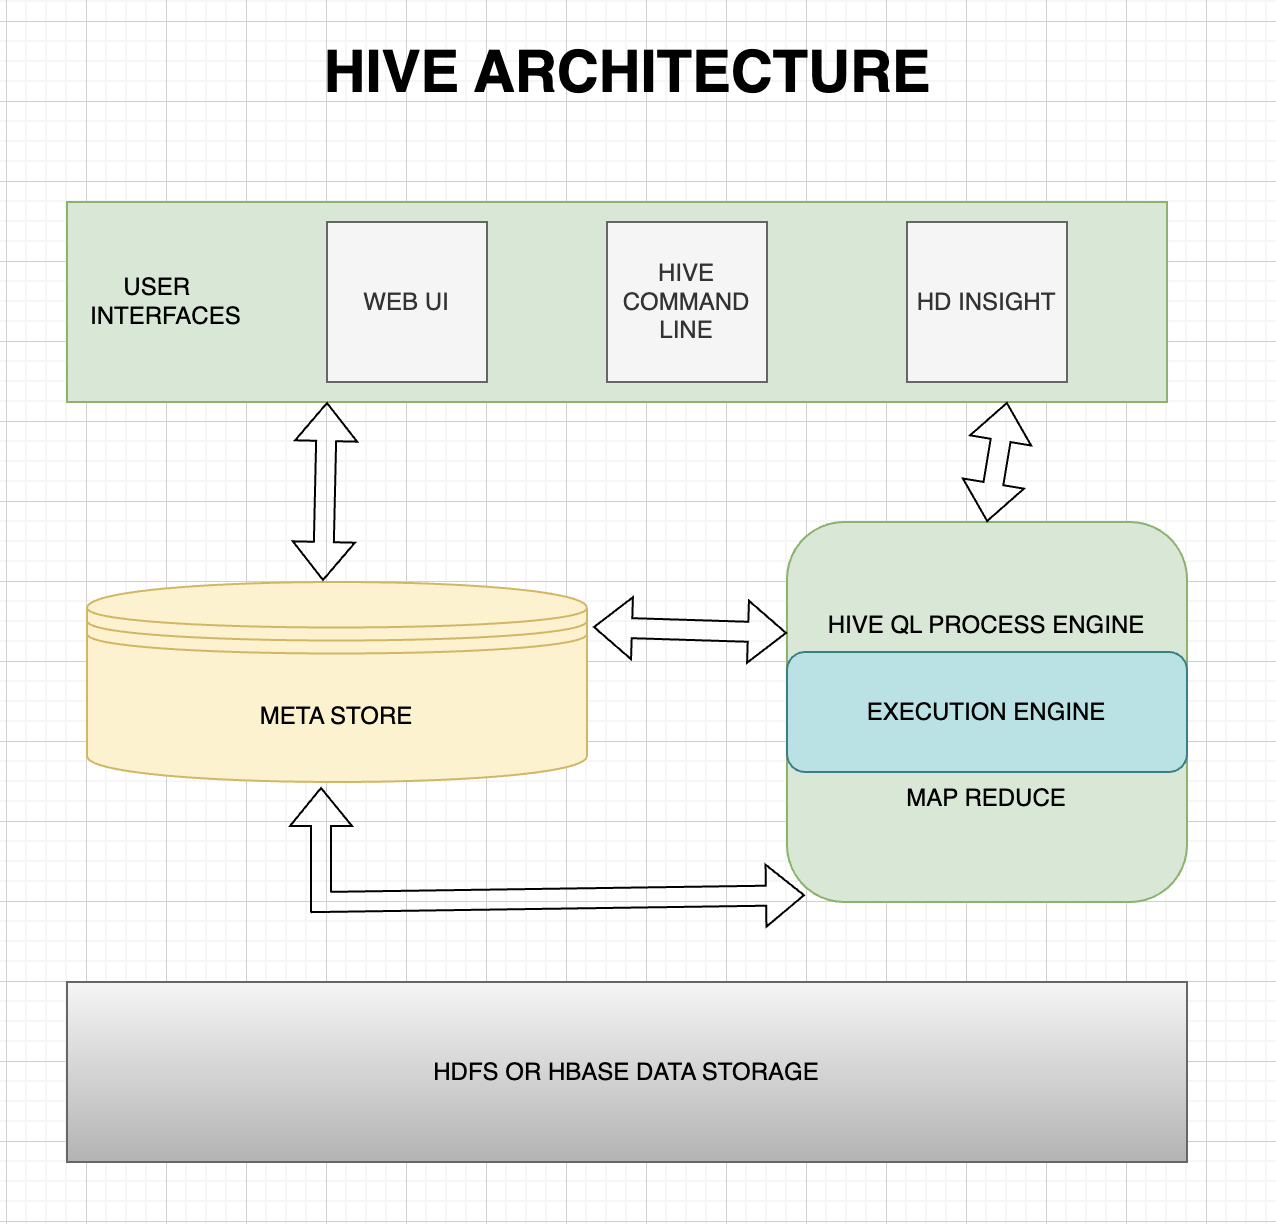 HIVE ARCHITECTURE
USER
INTERFACES
WEB UI
HIVE
COMMAND
LINE
HD INSIGHT
HIVE QL PROCESS ENGINE
EXECUTION ENGINE
META STORE
MAP REDUCE
HDFS OR HBASE DATA STORAGE